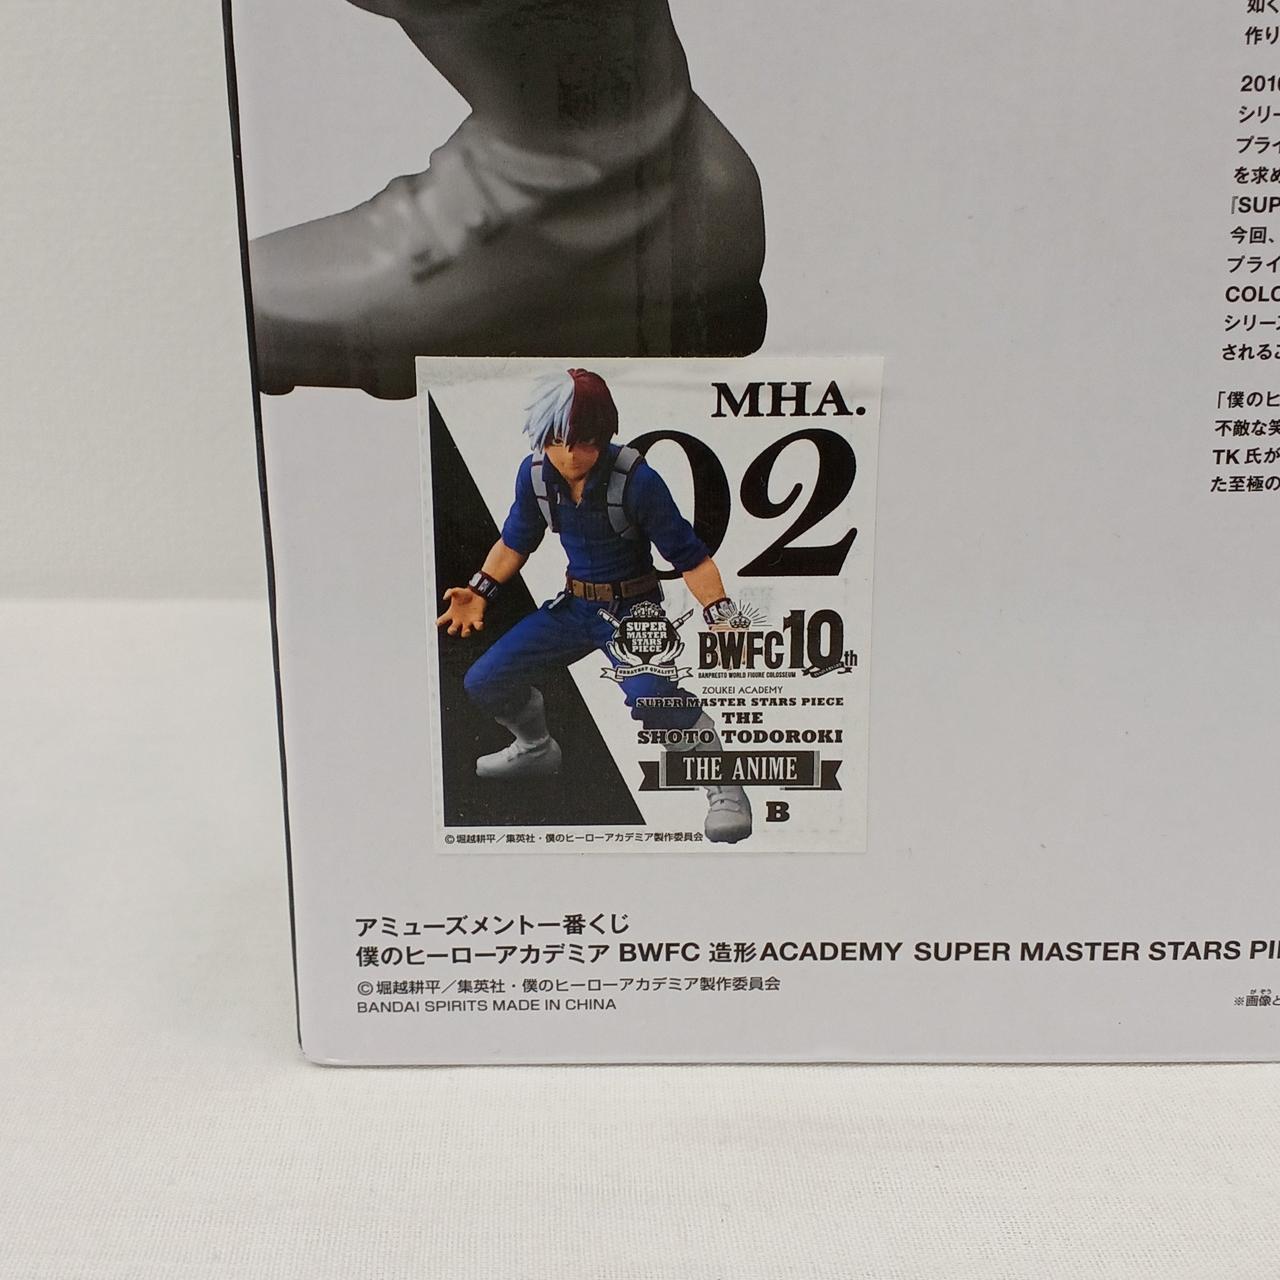 如く
作り
2010
シリー
プライ
を求め
『SUP
今回、
プライ
COLO
シリーズ
されるこ
「僕のヒ
不敵な笑
TK 氏が
た至極の
MHA.
02
SUPER
MASTER
STARS
PIECE
GREATEST QUALITY
BWFC10th
ANNIVERSARY
BANPRESTO WORLD FIGURE COLOSSEUM
ZOUKEI ACADEMY
SUPER MASTER STARS PIECE
THE
SHOTO TODOROKI
THE ANIME
B
©堀越耕平／集英社・僕のヒーローアカデミア製作委員会
アミューズメント一番くじ
僕のヒーローアカデミア BWFC 造形ACADEMY SUPER MASTER STARS PI
©堀越耕平／集英社・僕のヒーローアカデミア製作委員会
BANDAI SPIRITS MADE IN CHINA
※画像と